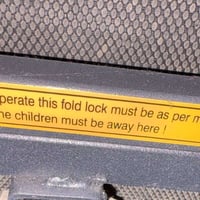 perate this fold lock must be as per m
he children must be away here !